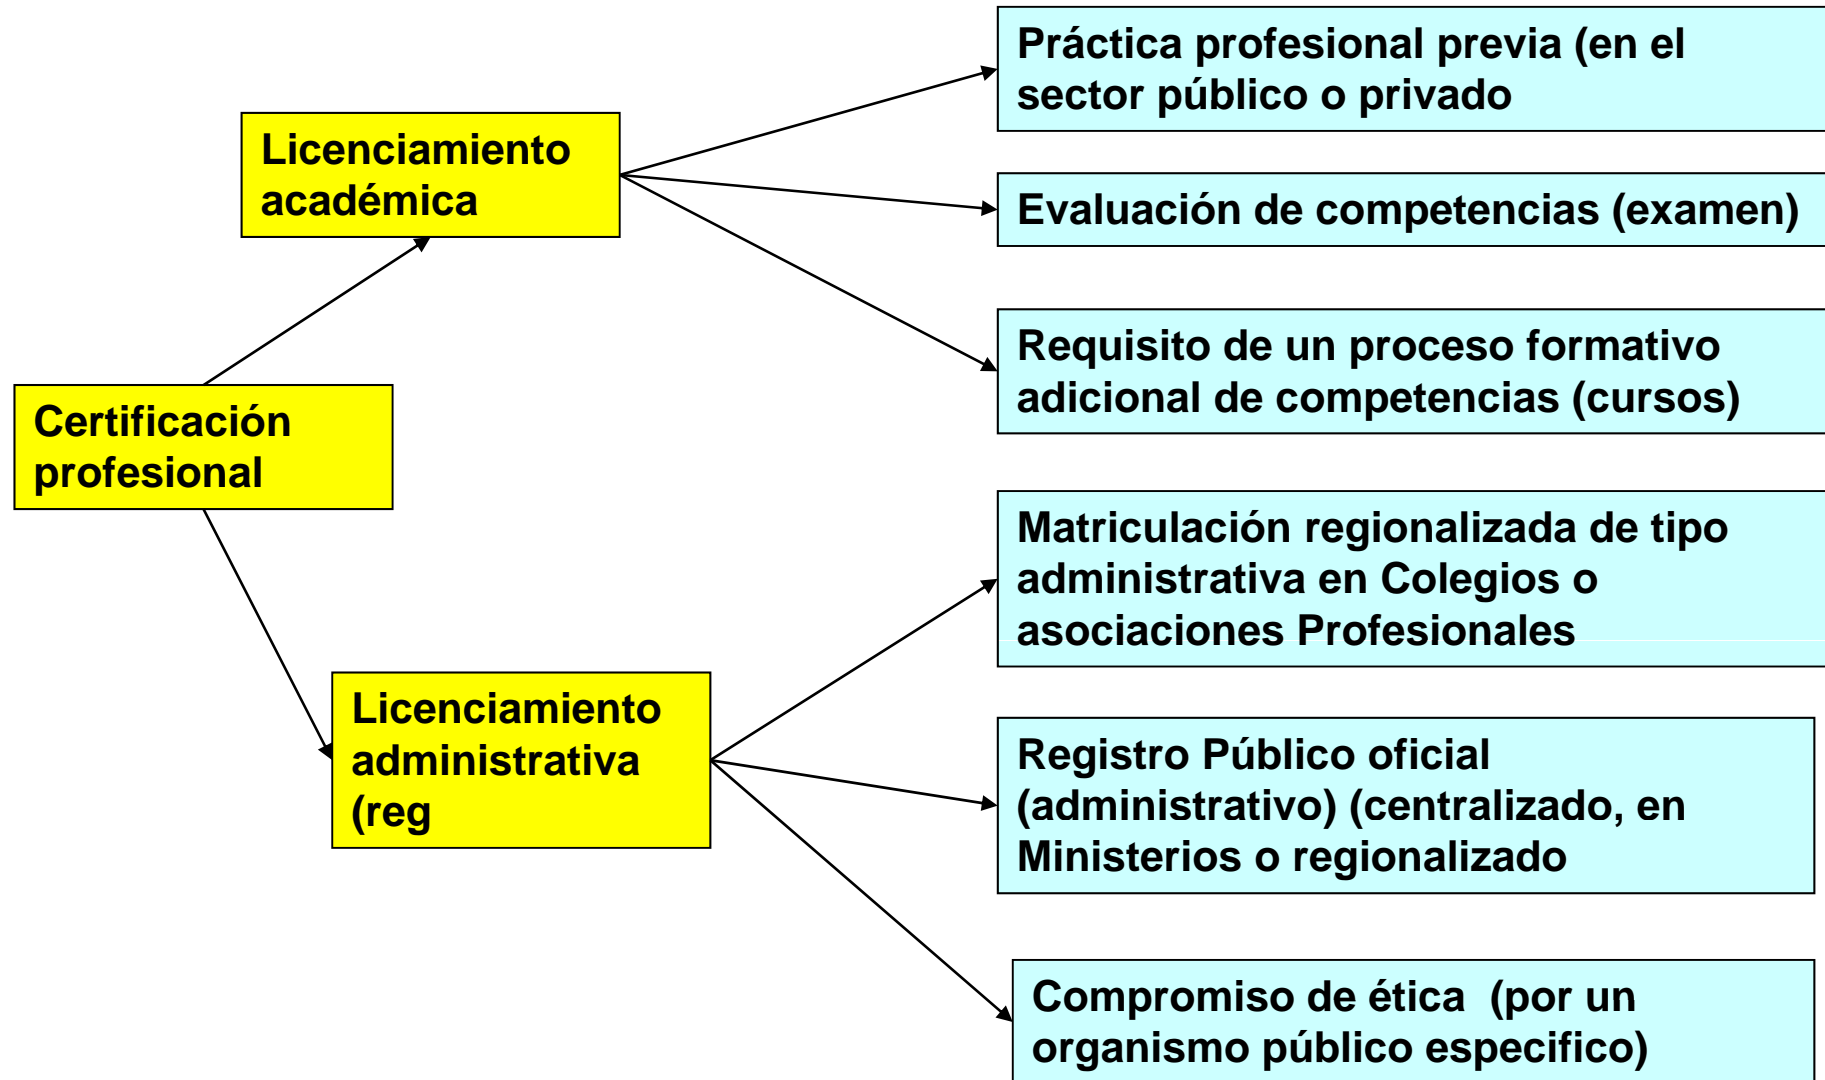 Práctica profesional previa (en el
sector público o privado
Licenciamiento
académica
Evaluación de competencias (examen)
Requisito de un proceso formativo
adicional de competencias (cursos)
Certificación
profesional
Matriculación regionalizada de tipo
administrativa en Colegios o
asociaciones Profesionales
Licenciamiento
administrativa
(reg
Registro Público oficial
(administrativo) (centralizado, en
Ministerios o regionalizado
Compromiso de ética  (por un
organismo público especifico)